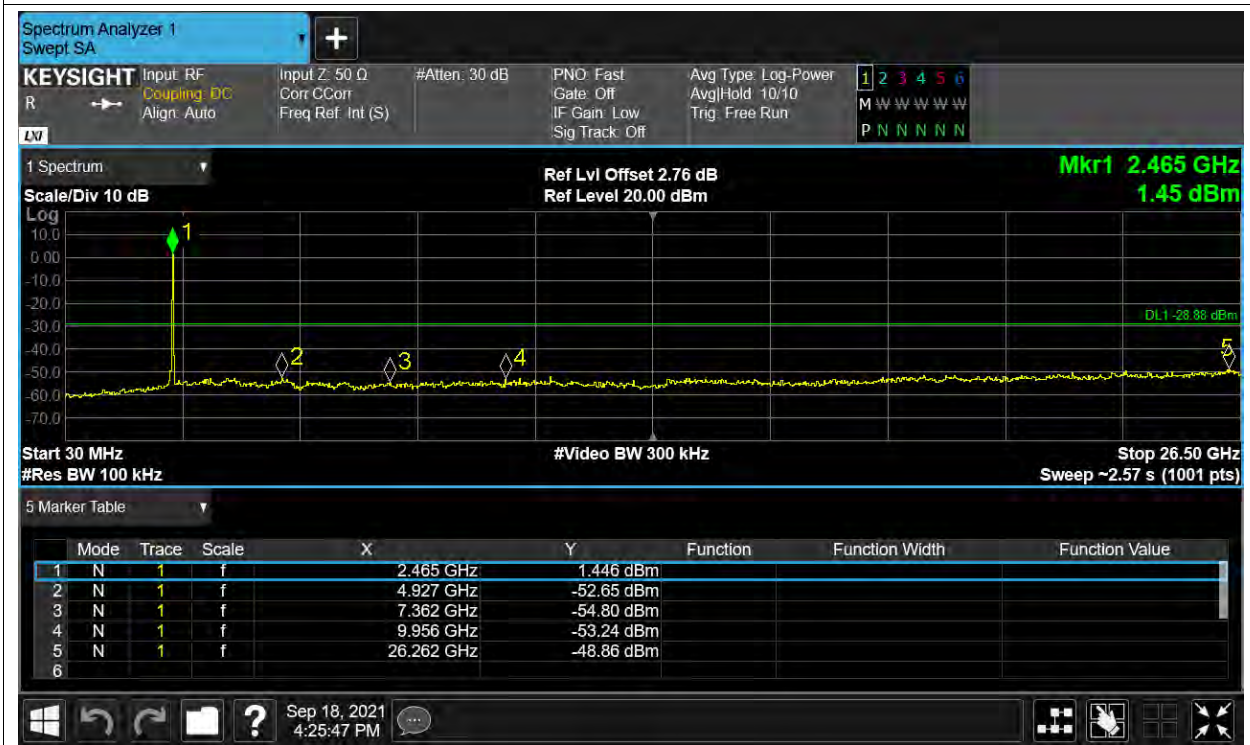 Spectrum Analyzer 1
Swept SA
+
KEYSIGHT Input: RF Input Z: 50 Ω #Atten: 30 dB PNO: Fast Avg Type: Log-Power 1 2 3 4 5 6
R Coupling: DC Corr CCorr Gate: Off Avg|Hold: 10/10 M W W W W W
Align: Auto Freq Ref: Int (S) IF Gain: Low Trig: Free Run
LXI Sig Track: Off P N N N N N
1 Spectrum Ref Lvl Offset 2.76 dB Mkr1 2.465 GHz
Scale/Div 10 dB Ref Level 20.00 dBm 1.45 dBm
Log
10.0 1
0.00
-10.0
-20.0
DL1 -28.88 dBm
-30.0
-40.0 2 3 4 5
-50.0
-60.0
-70.0
Start 30 MHz #Video BW 300 kHz Stop 26.50 GHz
#Res BW 100 kHz Sweep ~2.57 s (1001 pts)
5 Marker Table
Mode Trace Scale X Y Function Function Width Function Value
1 N 1 f 2.465 GHz 1.446 dBm
2 N 1 f 4.927 GHz -52.65 dBm
3 N 1 f 7.362 GHz -54.80 dBm
4 N 1 f 9.956 GHz -53.24 dBm
5 N 1 f 26.262 GHz -48.86 dBm
6
? Sep 18, 2021
4:25:47 PM